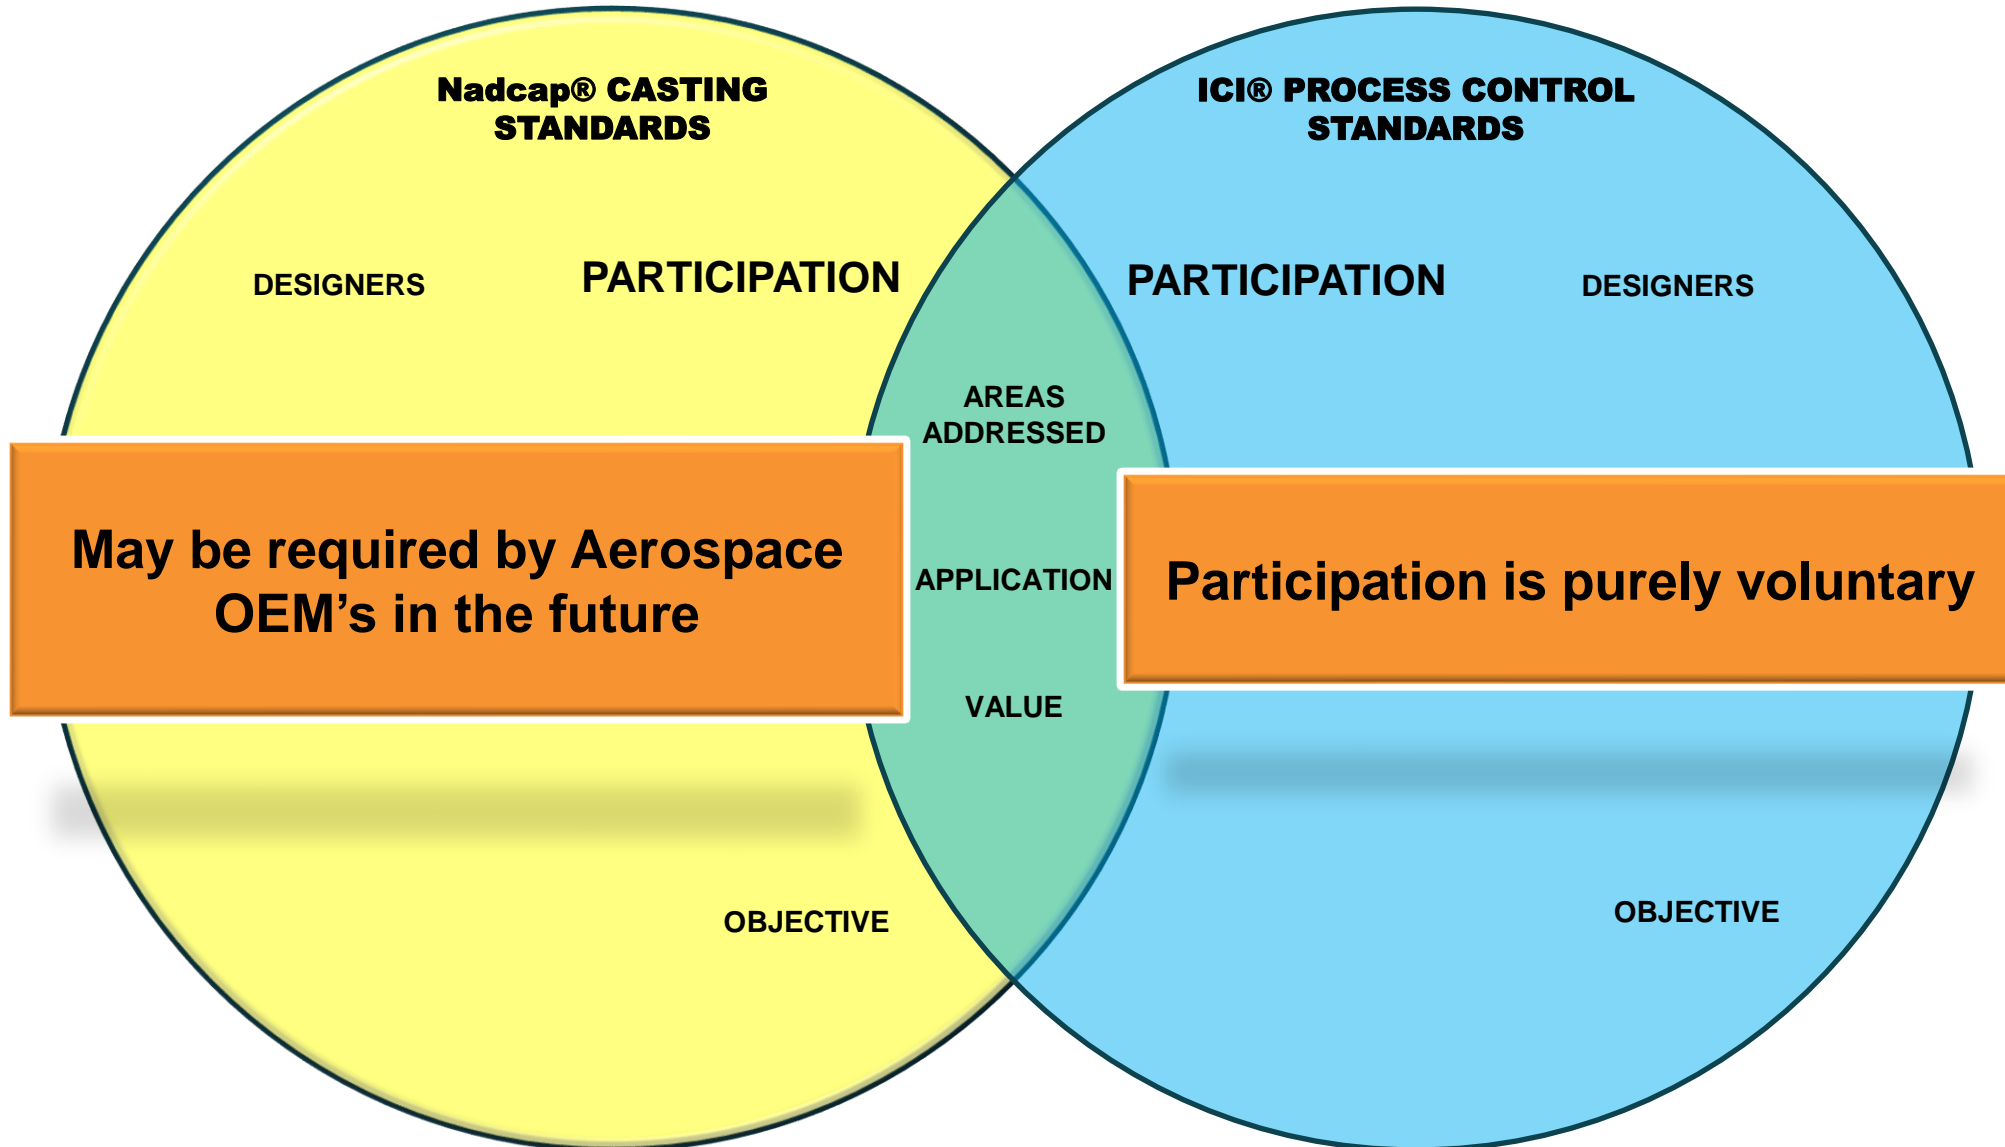 Nadcap® CASTING
STANDARDS
ICI® PROCESS CONTROL
STANDARDS
DESIGNERS
PARTICIPATION
PARTICIPATION
DESIGNERS
AREAS
ADDRESSED
May be required by Aerospace
OEM’s in the future
APPLICATION
Participation is purely voluntary
VALUE
OBJECTIVE
OBJECTIVE